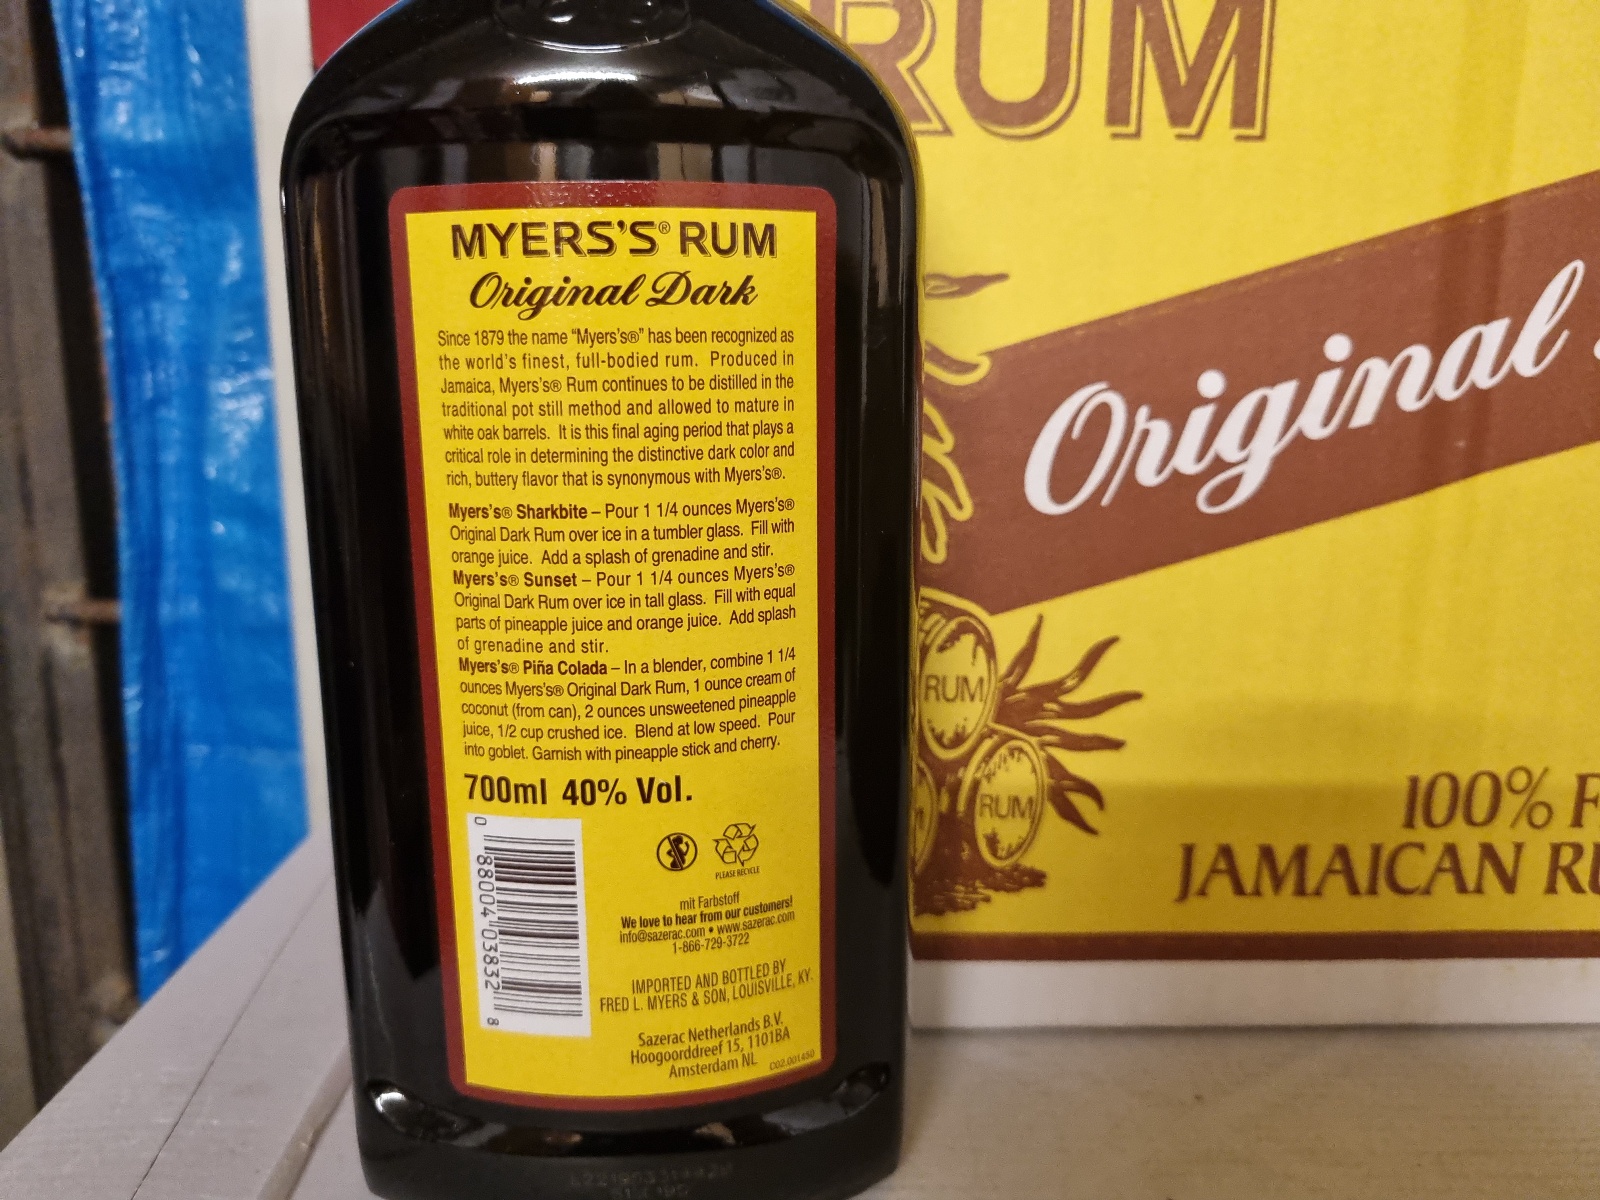 MYERS'S® RUM
Original Dark
Since 1879 the name "Myers's®" has been recognized as
the world's finest, full-bodied rum. Produced in
Jamaica, Myers's® Rum continues to be distilled in the
traditional pot still method and allowed to mature in
white oak barrels. It is this final aging period that plays a
critical role in determining the distinctive dark color and
rich, buttery flavor that is synonymous with Myers's®.
Myers's® Sharkbite – Pour 1 1/4 ounces Myers's®
Original Dark Rum over ice in a tumbler glass. Fill with
orange juice. Add a splash of grenadine and stir.
Myers's® Sunset – Pour 1 1/4 ounces Myers's®
Original Dark Rum over ice in tall glass. Fill with equal
parts of pineapple juice and orange juice. Add splash
of grenadine and stir.
Myers's® Piña Colada – In a blender, combine 1 1/4
ounces Myers's® Original Dark Rum, 1 ounce cream of
coconut (from can), 2 ounces unsweetened pineapple
juice, 1/2 cup crushed ice. Blend at low speed. Pour
into goblet. Garnish with pineapple stick and cherry.
700ml 40% Vol.
0 88004 03832 8
PLEASE RECYCLE
mit Farbstoff
We love to hear from our customers!
info@sazerac.com • www.sazerac.com
1-866-729-3722
IMPORTED AND BOTTLED BY
FRED L. MYERS & SON, LOUISVILLE, KY.
Sazerac Netherlands B.V.
Hoogoorddreef 15, 1101BA
Amsterdam NL
C02.001450
RUM
Original
RUM
RUM
100% F
JAMAICAN RU